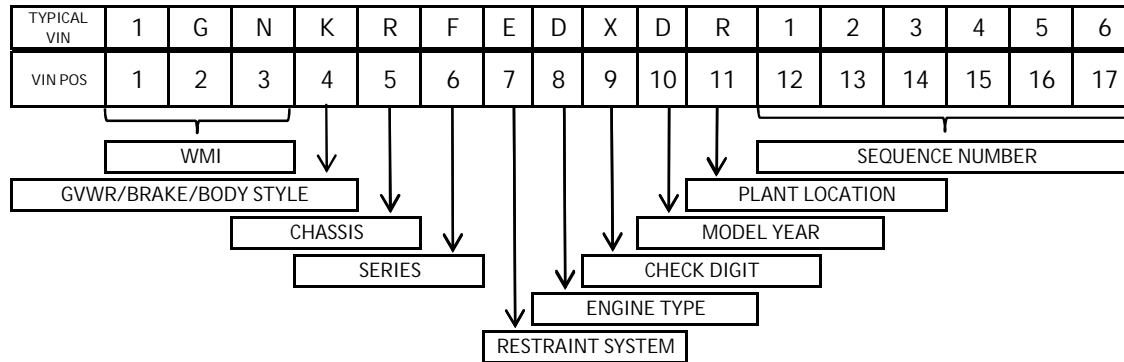 TYPICAL VIN 1 G N K R F E D X D R 1 2 3 4 5 6
VIN POS 1 2 3 4 5 6 7 8 9 10 11 12 13 14 15 16 17
WMI SEQUENCE NUMBER
GVWR/BRAKE/BODY STYLE PLANT LOCATION
CHASSIS MODEL YEAR
SERIES CHECK DIGIT
ENGINE TYPE
RESTRAINT SYSTEM